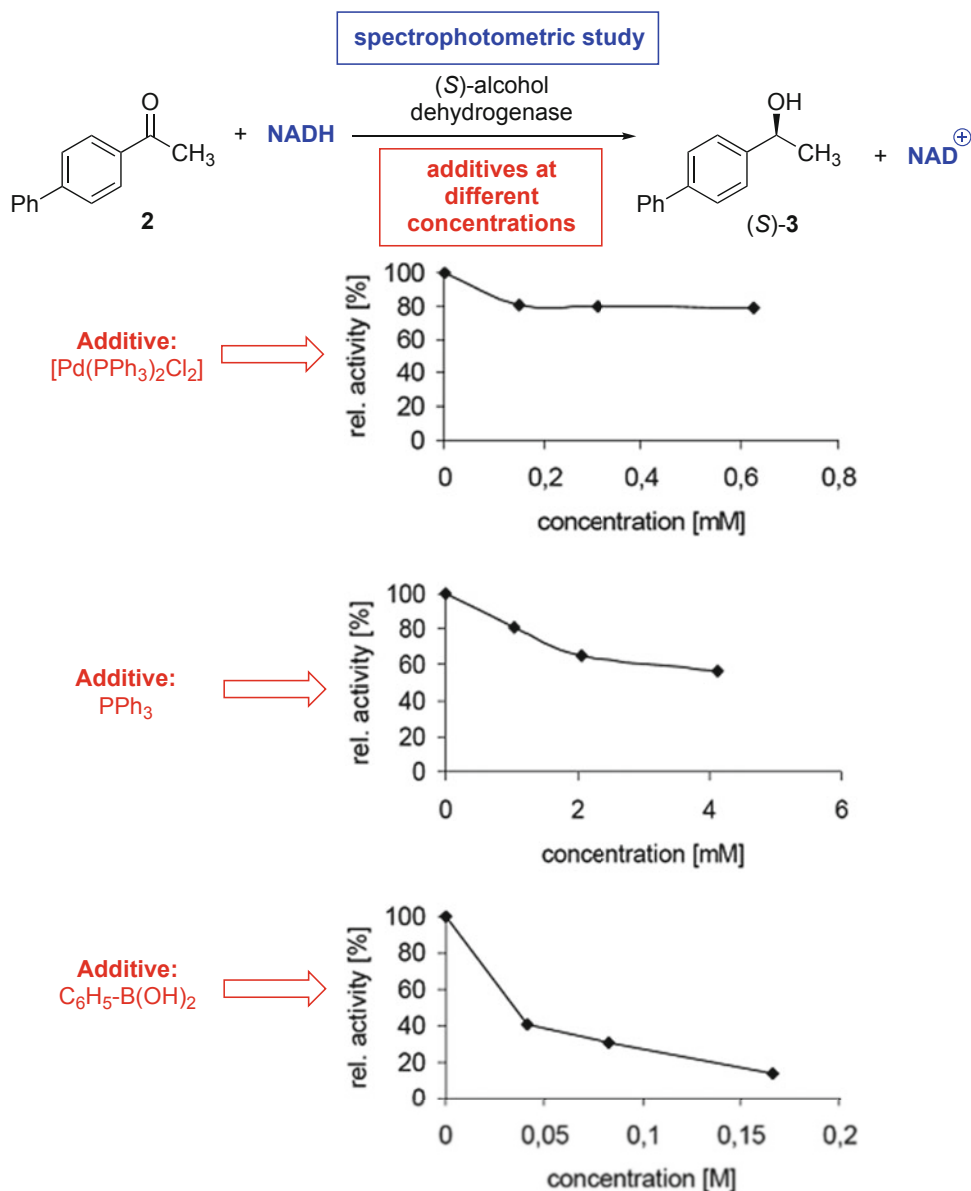 spectrophotometric study
(S)-alcohol
dehydrogenase
O
CH3
Ph
2
+ NADH
additives at
different
concentrations
OH
CH3
Ph
(S)-3
+ NAD⊕
Additive:
[Pd(PPh3)2Cl2]
rel. activity [%]
100
80
60
40
20
0
0 0,2 0,4 0,6 0,8
concentration [mM]
Additive:
PPh3
rel. activity [%]
100
80
60
40
20
0
0 2 4 6
concentration [mM]
Additive:
C6H5-B(OH)2
rel. activity [%]
100
80
60
40
20
0
0 0,05 0,1 0,15 0,2
concentration [M]